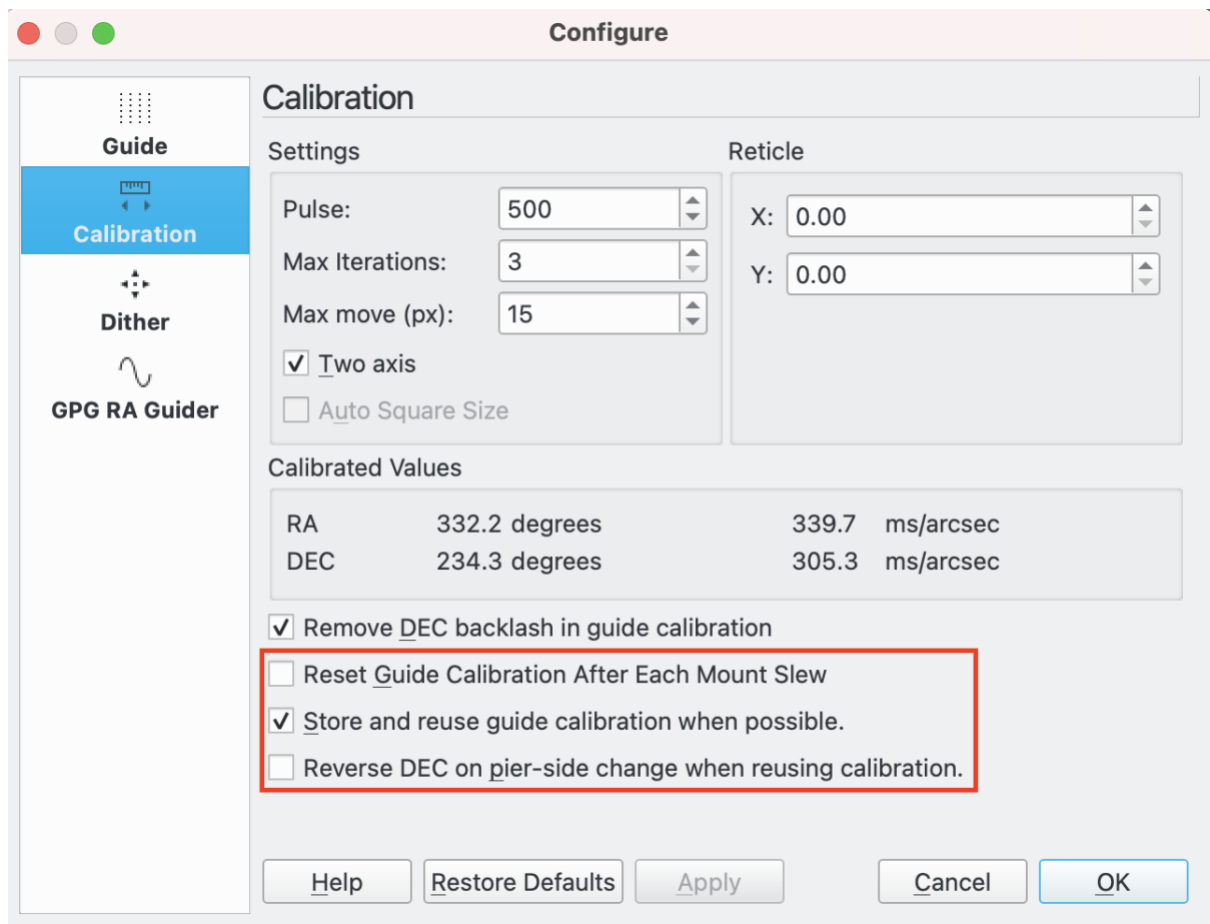 Configure
Guide
Calibration
Dither
GPG RA Guider
Calibration
Settings
Pulse: 500
Max Iterations: 3
Max move (px): 15
Two axis
Auto Square Size
Reticle
X: 0.00
Y: 0.00
Calibrated Values
RA 332.2 degrees 339.7 ms/arcsec
DEC 234.3 degrees 305.3 ms/arcsec
Remove DEC backlash in guide calibration
Reset Guide Calibration After Each Mount Slew
Store and reuse guide calibration when possible.
Reverse DEC on pier-side change when reusing calibration.
Help Restore Defaults Apply Cancel OK